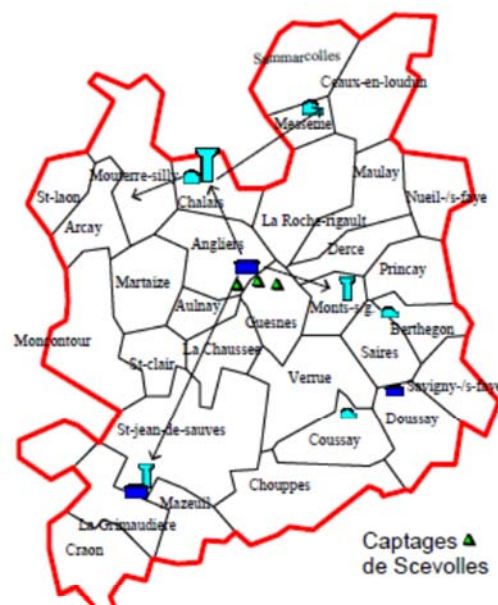 Sammarcolles
Ceaux-en-loudun
Messeme
Mouterre-silly
Maulay
St-laon
Chalais
Nueil-/s-faye
Arcay
La Roche-rigault
Angliers
Derce
Martaize
Princay
Aulnay
Monts-s/g.
Guesnes
Berthegon
Moncontour
La Chaussee
St-clair
Saires
Verrue
Savigny-/s-faye
Doussay
St-jean-de-sauves
Coussay
Chouppes
Mazeuil
La Grimaudiere
Craon
Captages
de Scevolles